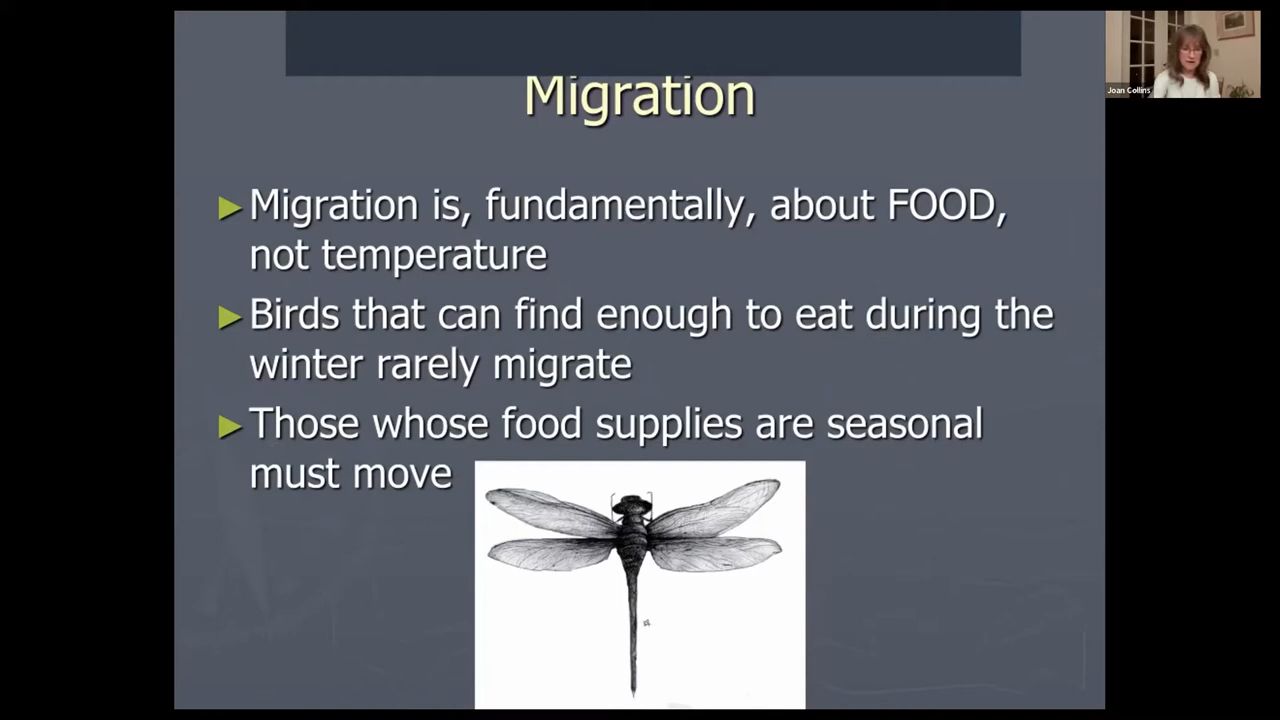 Migration
Joan Collins
►Migration is, fundamentally, about FOOD,
not temperature
►Birds that can find enough to eat during the
winter rarely migrate
►Those whose food supplies are seasonal
must move